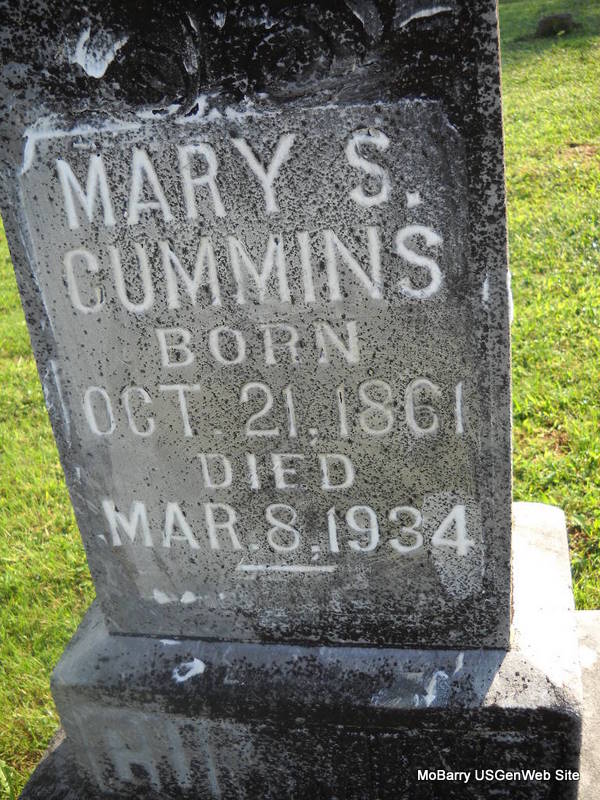 MARY S.
CUMMINS
BORN
OCT. 21, 1861
DIED
MAR. 8, 1934
MoBarry USGenWeb Site